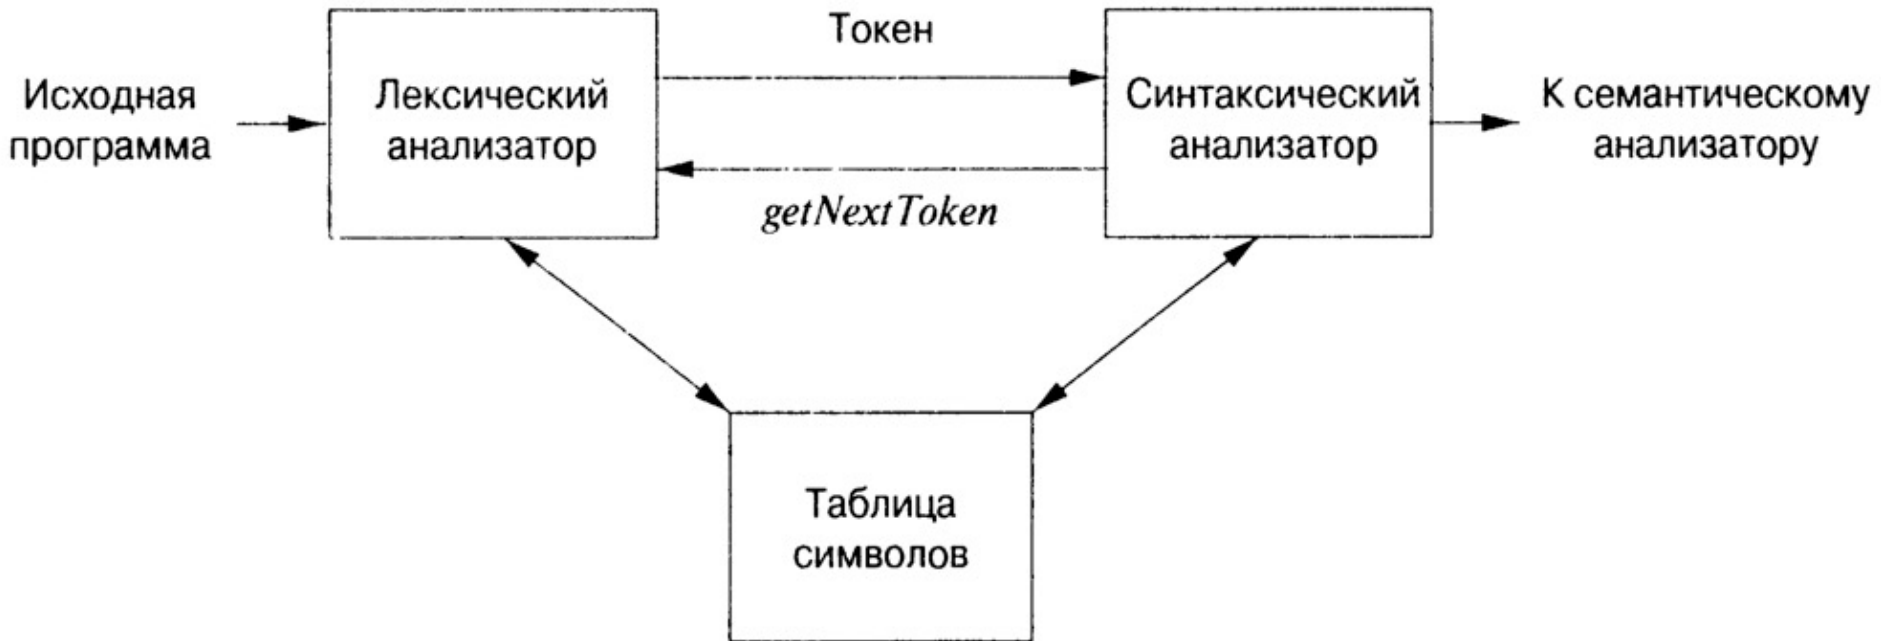 Токен
Исходная
программа
Лексический
анализатор
Синтаксический
анализатор
К семантическому
анализатору
getNextToken
Таблица
символов